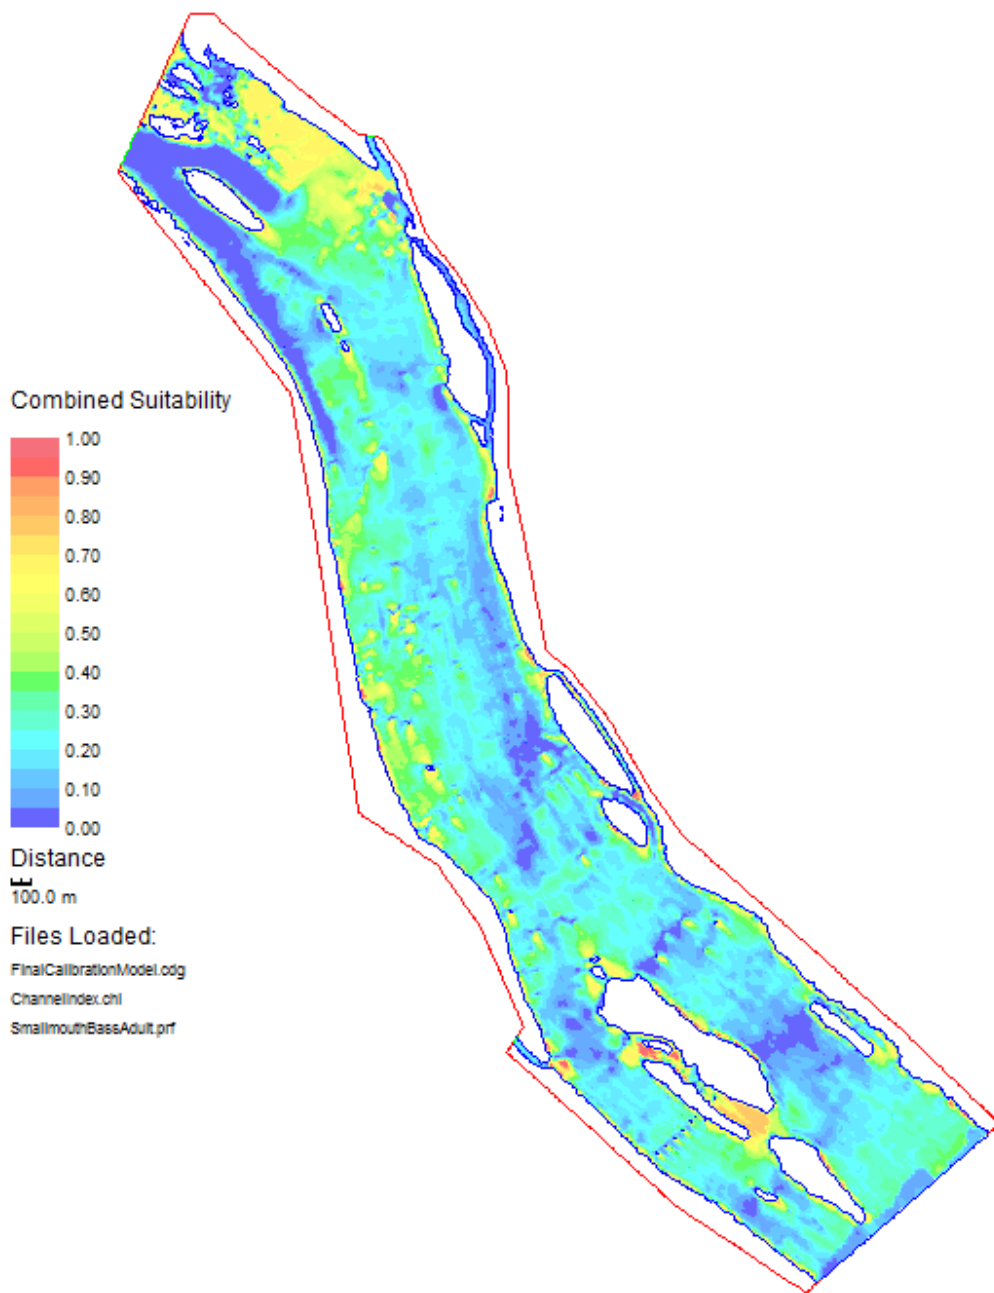 Combined Suitability
1.00
0.90
0.80
0.70
0.60
0.50
0.40
0.30
0.20
0.10
0.00
Distance
100.0 m
Files Loaded:
FinalCalibrationModel.cdg
ChannelIndex.chi
SmallmouthBassAdult.prf